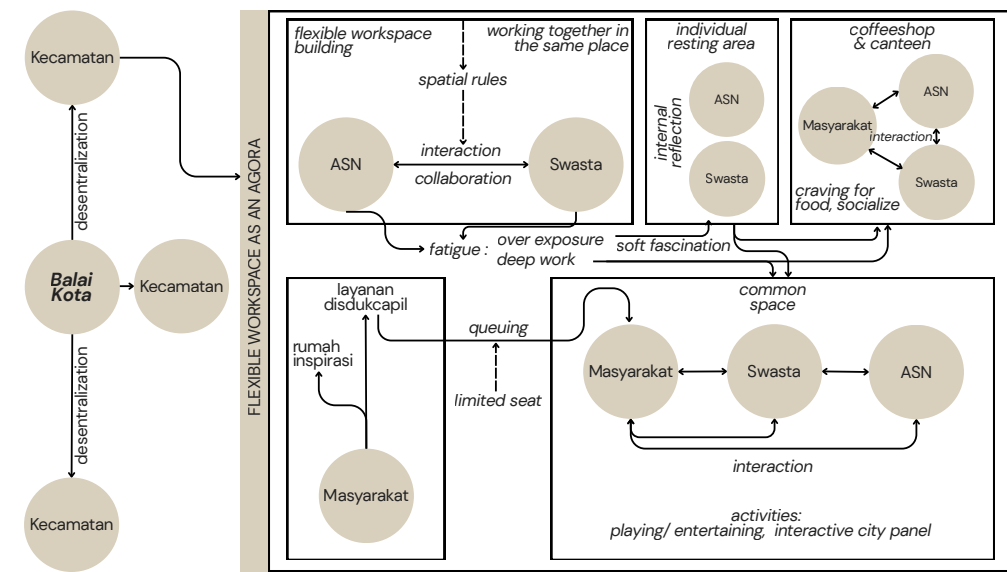 Kecamatan
desentralization
Balai
Kota
Kecamatan
desentralization
Kecamatan
FLEXIBLE WORKSPACE AS AN AGORA
flexible workspace
building
working together in
the same place
spatial rules
ASN
interaction
collaboration
Swasta
individual
resting area
internal
reflection
ASN
Swasta
coffeeshop
& canteen
ASN
Masyarakat
interaction
Swasta
craving for
food, socialize
fatigue :
over exposure
deep work
soft fascination
layanan
disdukcapil
rumah
inspirasi
Masyarakat
queuing
limited seat
common
space
Masyarakat
Swasta
ASN
interaction
activities:
playing/ entertaining, interactive city panel